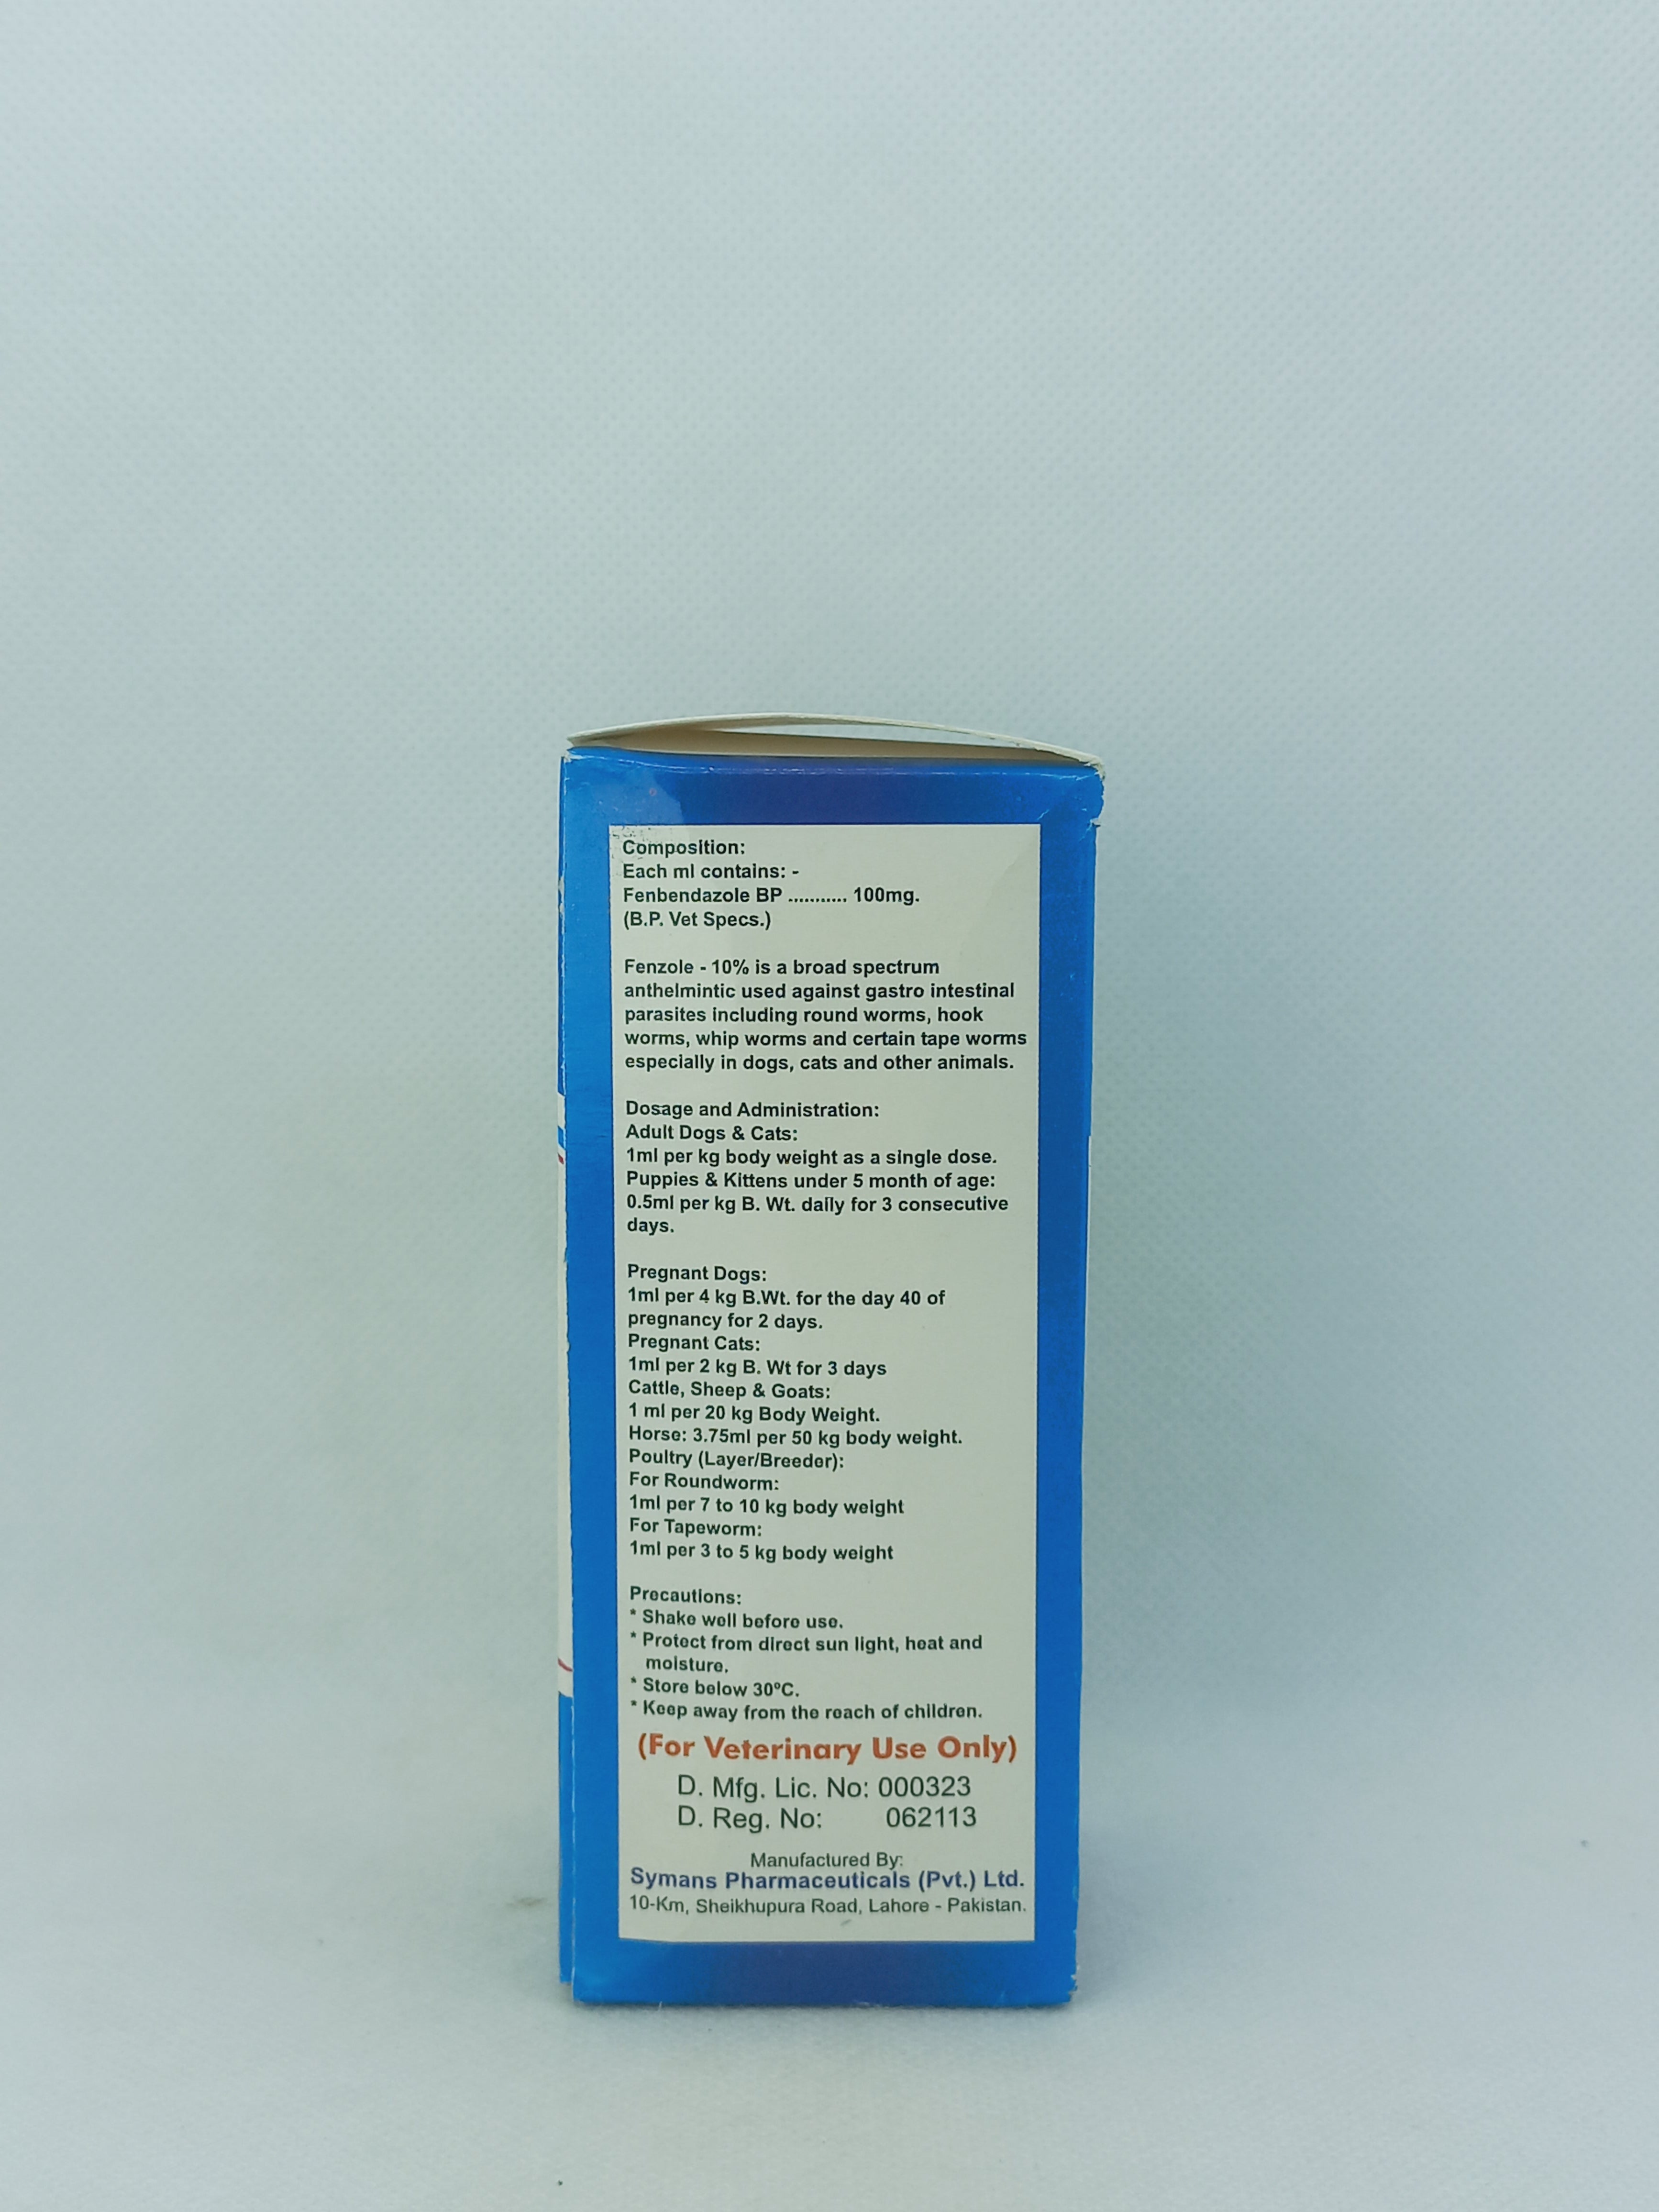 Composition:
Each ml contains: -
Fenbendazole BP ........... 100mg.
(B.P. Vet Specs.)
Fenzole - 10% is a broad spectrum
anthelmintic used against gastro intestinal
parasites including round worms, hook
worms, whip worms and certain tape worms
especially in dogs, cats and other animals.
Dosage and Administration:
Adult Dogs & Cats:
1ml per kg body weight as a single dose.
Puppies & Kittens under 5 month of age:
0.5ml per kg B. Wt. daily for 3 consecutive
days.
Pregnant Dogs:
1ml per 4 kg B.Wt. for the day 40 of
pregnancy for 2 days.
Pregnant Cats:
1ml per 2 kg B. Wt for 3 days
Cattle, Sheep & Goats:
1 ml per 20 kg Body Weight.
Horse: 3.75ml per 50 kg body weight.
Poultry (Layer/Breeder):
For Roundworm:
1ml per 7 to 10 kg body weight
For Tapeworm:
1ml per 3 to 5 kg body weight
Precautions:
* Shake well before use.
* Protect from direct sun light, heat and
moisture.
* Store below 30ºC.
* Keep away from the reach of children.
(For Veterinary Use Only)
D. Mfg. Lic. No: 000323
D. Reg. No: 062113
Manufactured By:
Symans Pharmaceuticals (Pvt.) Ltd.
10-Km, Sheikhupura Road, Lahore - Pakistan.